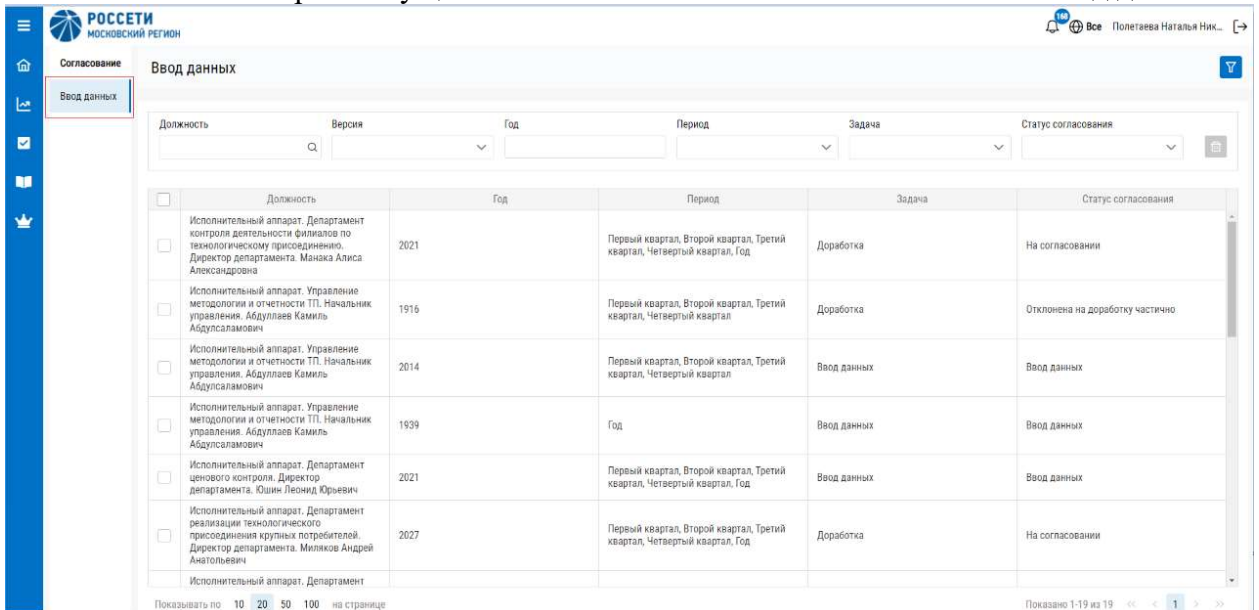 РОССЕТИ
МОСКОВСКИЙ РЕГИОН
168
Все Полетаева Наталья Ник...
Согласование
Ввод данных
Ввод данных
Должность Версия Год Период Задача Статус согласования
Должность Год Период Задача Статус согласования
Исполнительный аппарат. Департамент
контроля деятельности филиалов по
технологическому присоединению.
Директор департамента. Манака Алиса
Александровна
2021
Первый квартал, Второй квартал, Третий
квартал, Четвертый квартал, Год
Доработка
На согласовании
Исполнительный аппарат. Управление
методологии и отчетности ТП. Начальник
управления. Абдуллаев Камиль
Абдулсаламович
1916
Первый квартал, Второй квартал, Третий
квартал, Четвертый квартал
Доработка
Отклонена на доработку частично
Исполнительный аппарат. Управление
методологии и отчетности ТП. Начальник
управления. Абдуллаев Камиль
Абдулсаламович
2014
Первый квартал, Второй квартал, Третий
квартал, Четвертый квартал
Ввод данных
Ввод данных
Исполнительный аппарат. Управление
методологии и отчетности ТП. Начальник
управления. Абдуллаев Камиль
Абдулсаламович
1939
Год
Ввод данных
Ввод данных
Исполнительный аппарат. Департамент
ценового контроля. Директор
департамента. Юшин Леонид Юрьевич
2021
Первый квартал, Второй квартал, Третий
квартал, Четвертый квартал, Год
Ввод данных
Ввод данных
Исполнительный аппарат. Департамент
реализации технологического
присоединения крупных потребителей.
Директор департамента. Миляков Андрей
Анатольевич
2027
Первый квартал, Второй квартал, Третий
квартал, Четвертый квартал, Год
Доработка
На согласовании
Исполнительный аппарат. Департамент
Показывать по 10 20 50 100 на странице
Показано 1-19 из 19 << < 1 > >>